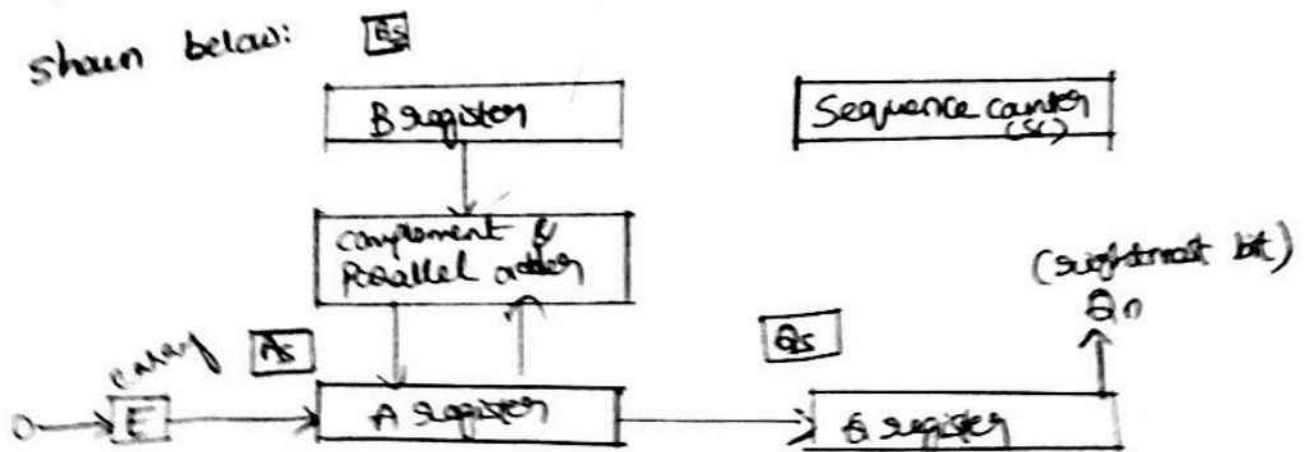 shown below:
Bs
B register
Sequence counter
(SC)
Complement &
Parallel adder
(rightmost bit)
Qn
carry
As
Qs
0
E
A register
Q register